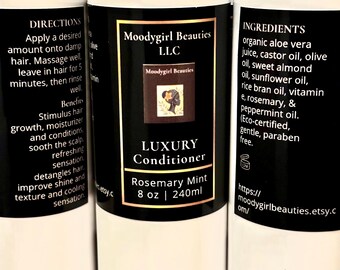 DIRECTIONS
Apply a desired
amount onto damp
hair. Massage well,
leave in hair for 5
minutes, then rinse
well.
Benefits
Stimulus hair
growth, moisturizer
and conditions,
sooth the scalp,
refreshing
sensation,
detangles hair,
improve shine and
texture and cooling
sensation.
Moodygirl Beauties
LLC
Moodygirl Beauties
LUXURY
Conditioner
Rosemary Mint
8 oz | 240ml
INGREDIENTS
organic aloe vera
juice, castor oil, olive
oil, sweet almond
oil, sunflower oil,
rice bran oil, vitamin
e, rosemary, &
peppermint oil.
(Eco-certified,
gentle, paraben
free.
https://
moodygirlbeauties.etsy.c
om/